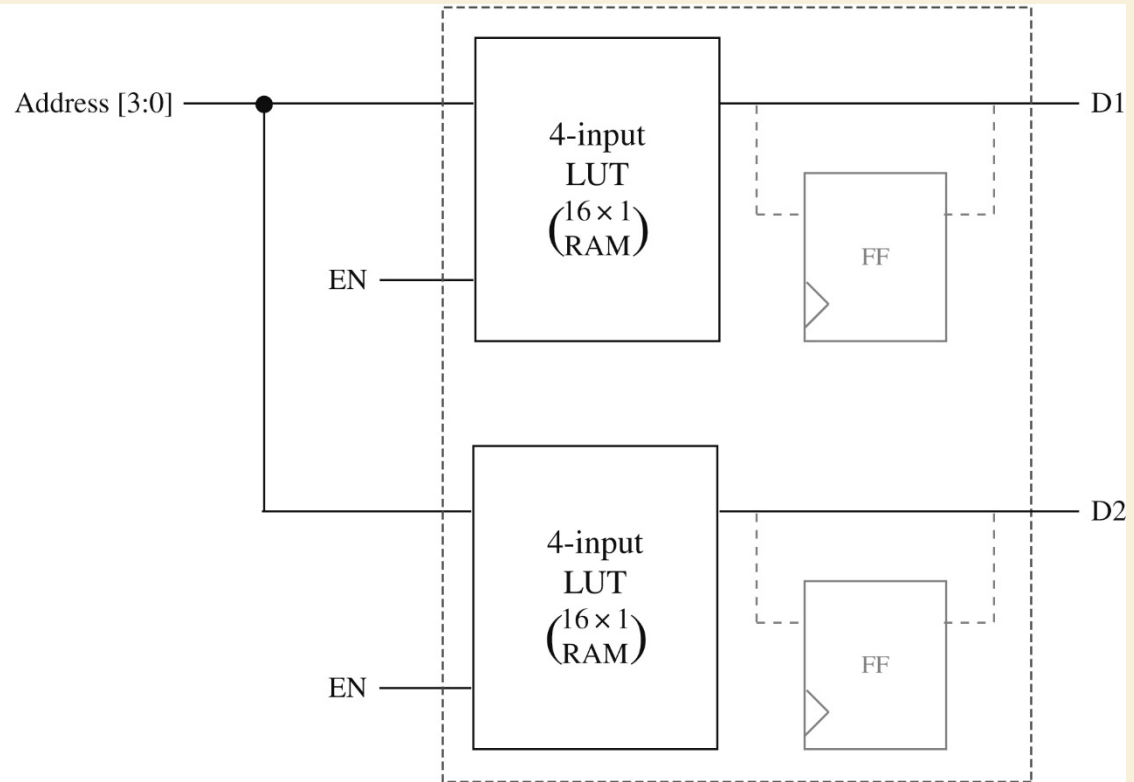 Address [3:0]
D1
4-input
LUT
(16 × 1
RAM)
FF
EN
D2
4-input
LUT
(16 × 1
RAM)
FF
EN